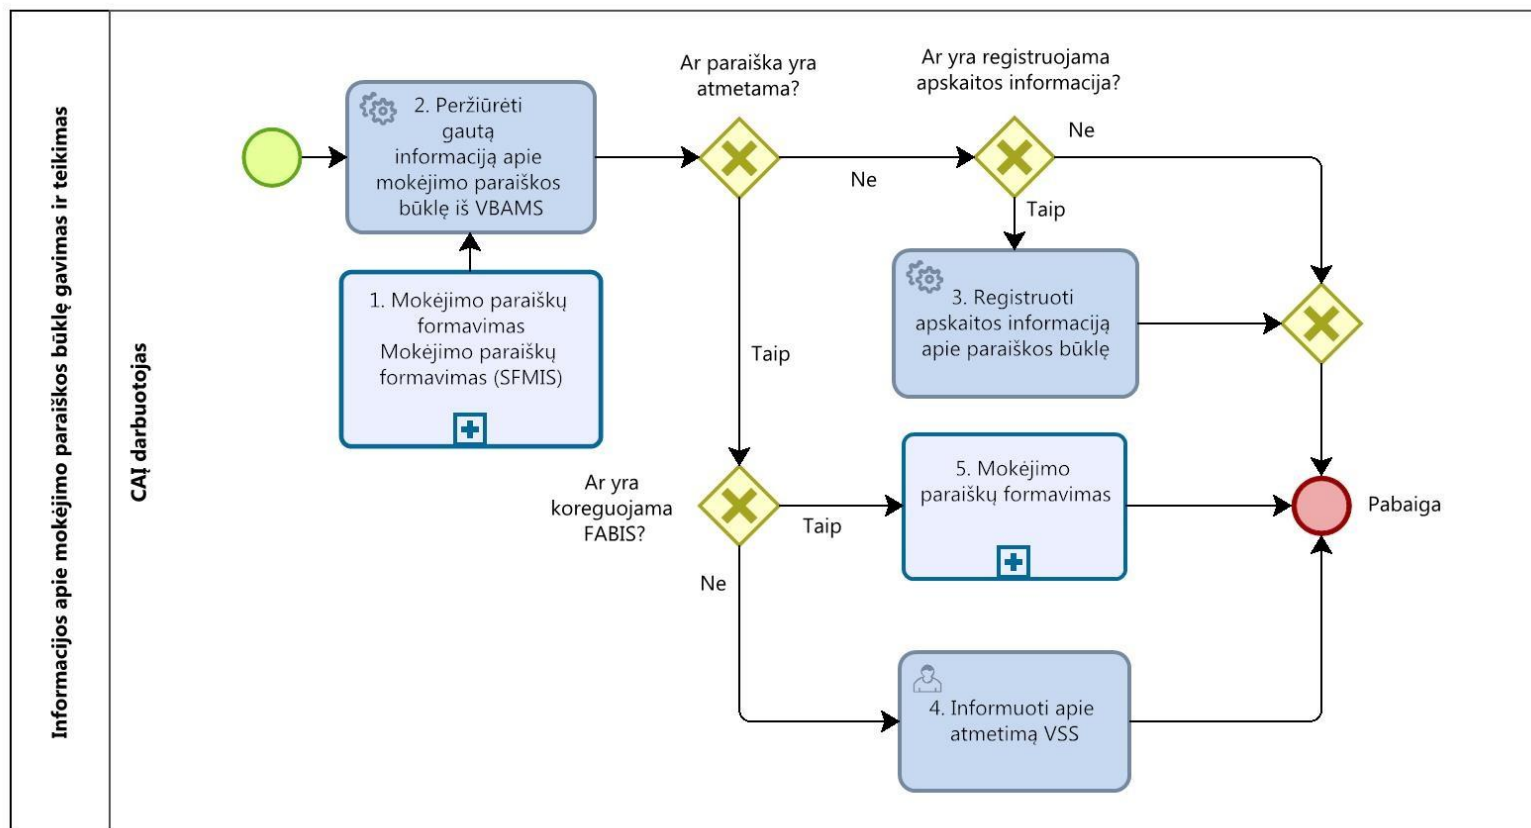 Informacijos apie mokėjimo paraiškos būklę gavimas ir teikimas
CAĮ darbuotojas
2. Peržiūrėti
gautą
informaciją apie
mokėjimo paraiškos
būklę iš VBAMS
1. Mokėjimo paraiškų
formavimas
Mokėjimo paraiškų
formavimas (SFMIS)
Ar paraiška yra
atmetama?
Ne
Taip
Ar yra registruojama
apskaitos informacija?
Ne
Taip
3. Registruoti
apskaitos informaciją
apie paraiškos būklę
Ar yra
koreguojama
FABIS?
Taip
Ne
5. Mokėjimo
paraiškų formavimas
4. Informuoti apie
atmetimą VSS
Pabaiga